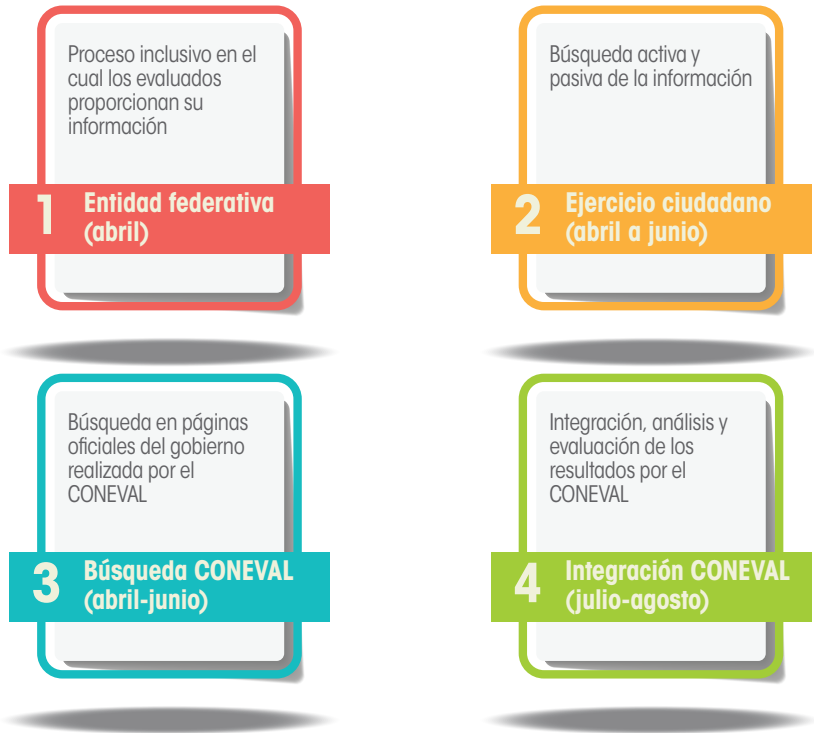 Proceso inclusivo en el
cual los evaluados
proporcionan su
información
1 Entidad federativa
(abril)
Búsqueda activa y
pasiva de la información
2 Ejercicio ciudadano
(abril a junio)
Búsqueda en páginas
oficiales del gobierno
realizada por el
CONEVAL
3 Búsqueda CONEVAL
(abril-junio)
Integración, análisis y
evaluación de los
resultados por el
CONEVAL
4 Integración CONEVAL
(julio-agosto)